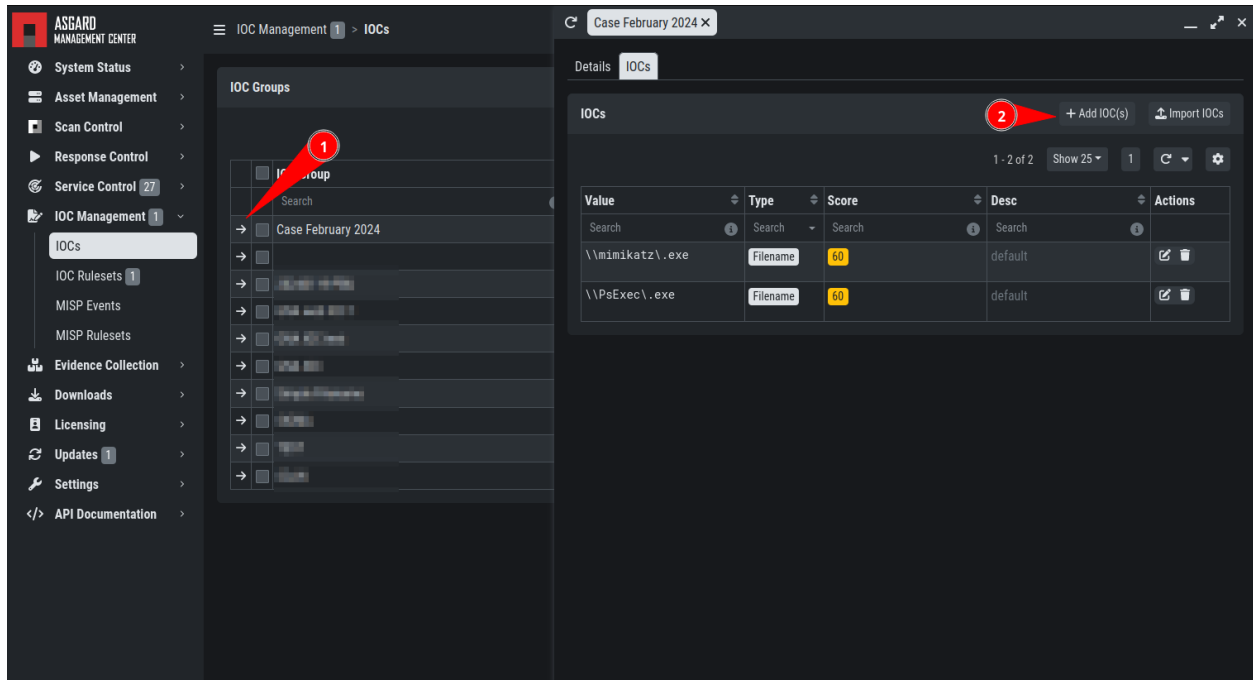 ASGARD
MANAGEMENT CENTER
System Status
Asset Management
Scan Control
Response Control
Service Control 27
IOC Management 1
IOCs
IOC Rulesets 1
MISP Events
MISP Rulesets
Evidence Collection
Downloads
Licensing
Updates 1
Settings
API Documentation
IOC Management 1 > IOCs
IOC Groups
1
Search
Case February 2024
Case February 2024
Details IOCs
IOCs
2
+ Add IOC(s) Import IOCs
1 - 2 of 2 Show 25 1
Value Type Score Desc Actions
Search Search Search Search
\\mimikatz\.exe Filename 60 default
\\PsExec\.exe Filename 60 default